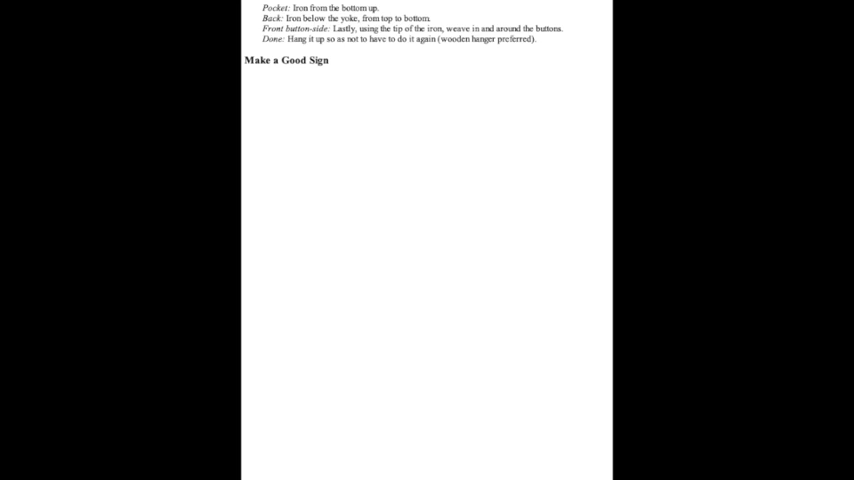 Pocket: Iron from the bottom up.
Back: Iron below the yoke, from top to bottom.
Front button-side: Lastly, using the tip of the iron, weave in and around the buttons.
Done: Hang it up so as not to have to do it again (wooden hanger preferred).
Make a Good Sign